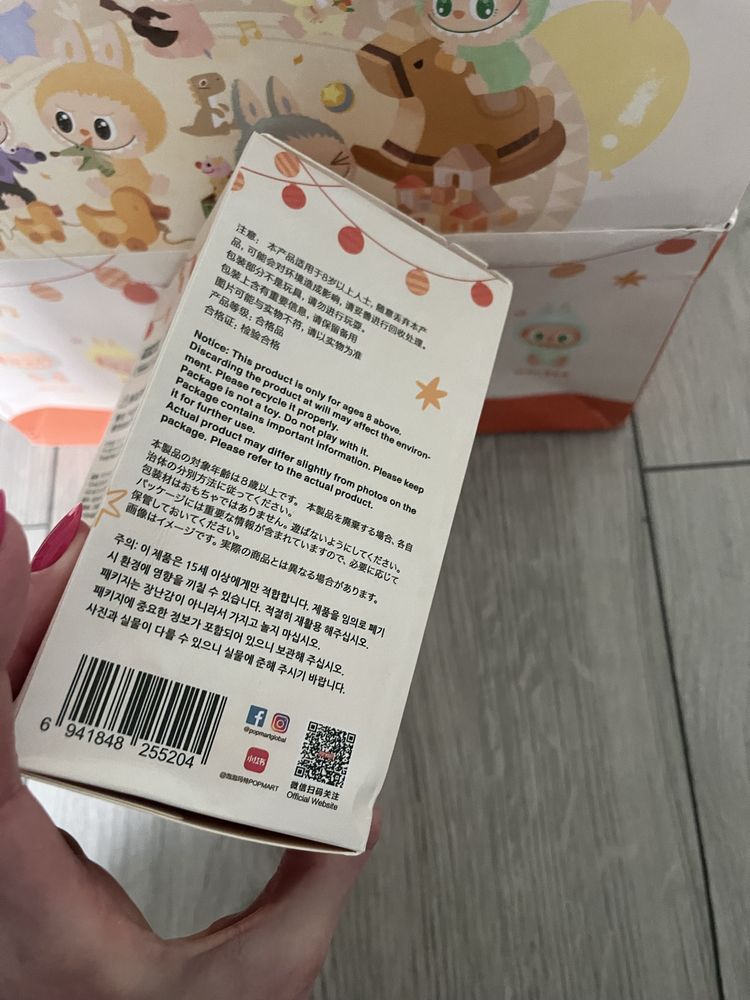 注意：本产品适用于8岁以上人士，随意丢弃本产
品，可能会对环境造成影响，请妥善进行回收处理。
包装部分不是玩具，请勿进行玩耍。
包装上含有重要信息，请保留备用
图片可能与实物不符，请以实物为准
产品等级：合格品
合格证：检验合格
Notice: This product is only for ages 8 above.
Discarding the product at will may affect the environ-
ment. Please recycle it properly.
Package is not a toy. Do not play with it.
Package contains important information. Please keep
it for further use.
Actual product may differ slightly from photos on the
package. Please refer to the actual product.
本製品の対象年齢は8歳以上です。 本製品を廃棄する場合、各自
治体の分別方法に従ってください。
包装材はおもちゃではありません。遊ばないようにしてください。
パッケージには重要な情報が含まれていますので、必要に応じて
保管しておいてください。
画像はイメージです。実際の商品とは異なる場合があります。
주의: 이 제품은 15세 이상에게만 적합합니다. 제품을 임의로 폐기
시 환경에 영향을 끼칠 수 있습니다. 적절히 재활용 해주십시오.
패키지는 장난감이 아니라서 가지고 놀지 마십시오.
패키지에 중요한 정보가 포함되어 있으니 보관해 주십시오.
사진과 실물이 다를 수 있으니 실물에 준해 주시기 바랍니다.
6 941848 255204
@popmartglobal
小红书
@泡泡玛特POPMART
微信扫码关注
Official Website